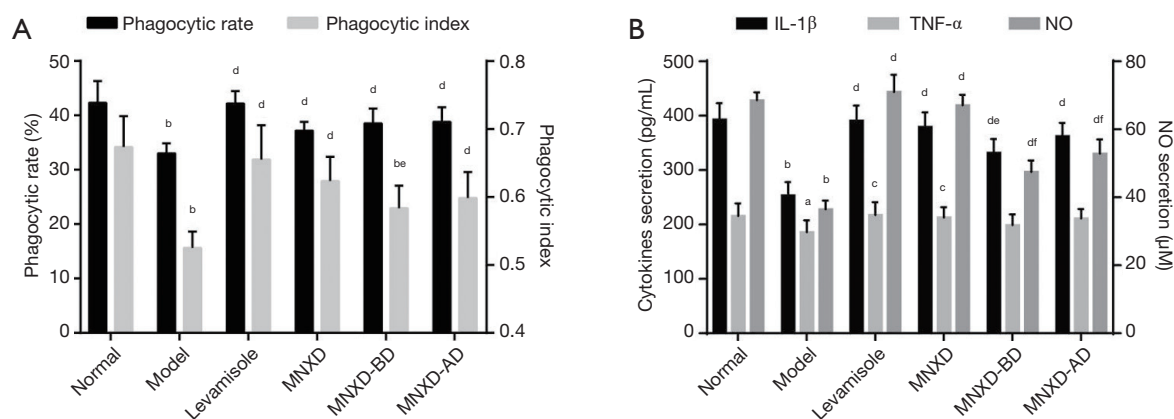 A
Phagocytic rate
Phagocytic index
50
40
30
20
10
0
Phagocytic rate (%)
0.8
0.7
0.6
0.5
0.4
Phagocytic index
b
b
d
d
d
d
d
be
d
d
Normal
Model
Levamisole
MNXD
MNXD-BD
MNXD-AD
B
IL-1β
TNF-α
NO
500
400
300
200
100
0
Cytokines secretion (pg/mL)
80
60
40
20
0
NO secretion (μM)
b
a
b
d
c
d
d
c
d
de
df
d
df
Normal
Model
Levamisole
MNXD
MNXD-BD
MNXD-AD